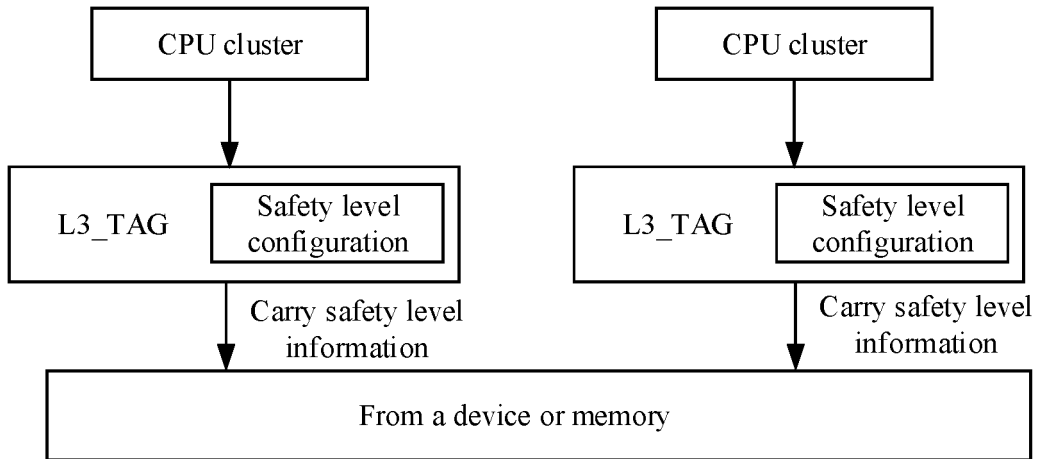 CPU cluster
CPU cluster
L3_TAG
Safety level
configuration
L3_TAG
Safety level
configuration
Carry safety level
information
Carry safety level
information
From a device or memory